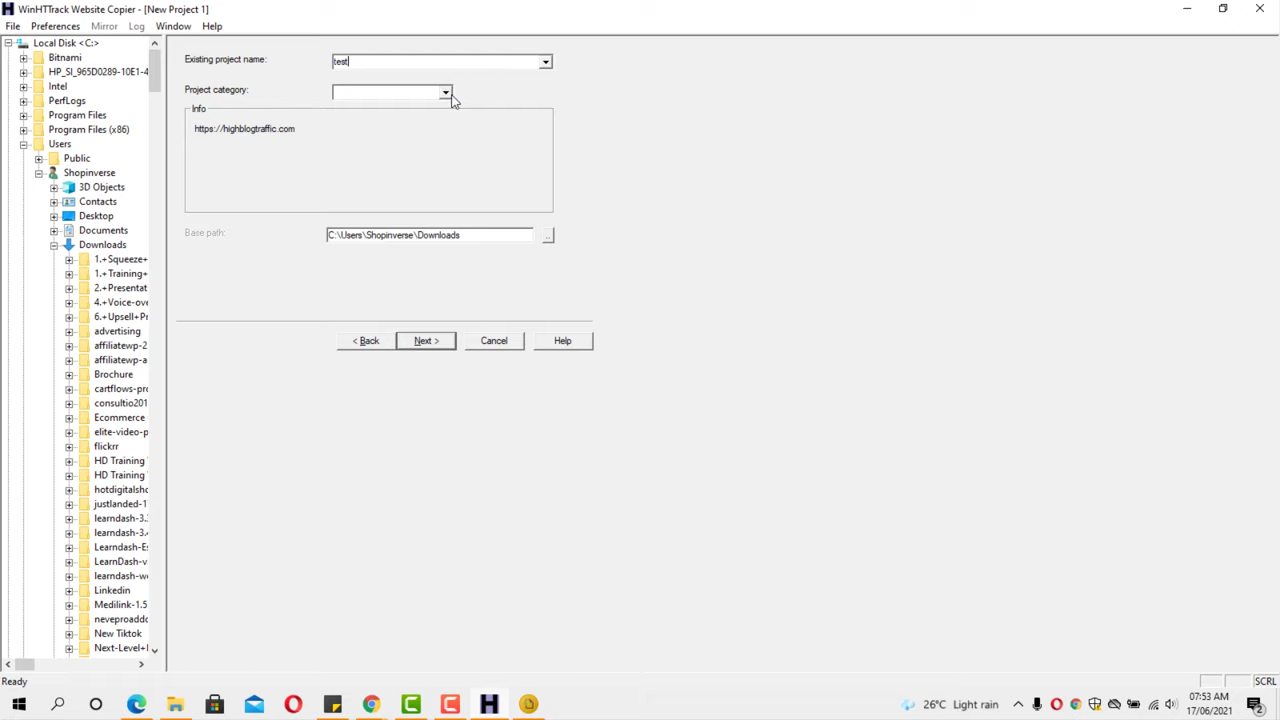 WinHTTrack Website Copier - [New Project 1]
File Preferences Mirror Log Window Help
Local Disk <C:>
Bitnami
HP_SI_965D0289-10E1-4
Intel
PerfLogs
Program Files
Program Files (x86)
Users
Public
Shopinverse
3D Objects
Contacts
Desktop
Documents
Downloads
1.+Squeeze+
1.+Training+
2.+Presentat
4.+Voice-ove
6.+Upsell+Pr
advertising
affiliatewp-2
affiliatewp-a
Brochure
cartflows-pro
consultio201
Ecommerce
elite-video-p
flickrr
HD Training
HD Training
hotdigitalsho
justlanded-1
learndash-3.
learndash-3.4
Learndash-Es
LearnDash-v
learndash-wo
Linkedin
Medilink-1.5
neveproaddo
New Tiktok
Next-Level+I
Existing project name: test
Project category:
Info
https://highblogtraffic.com
Base path: C:\Users\Shopinverse\Downloads ..
< Back Next > Cancel Help
Ready SCRL
26°C Light rain
07:53 AM
17/06/2021
2